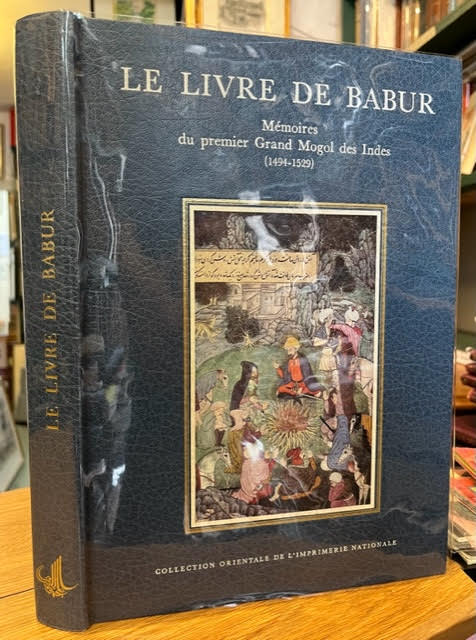 LE LIVRE DE BABUR
Mémoires
du premier Grand Mogol des Indes
(1494-1529)
COLLECTION ORIENTALE DE L'IMPRIMERIE NATIONALE
LE LIVRE DE BABUR